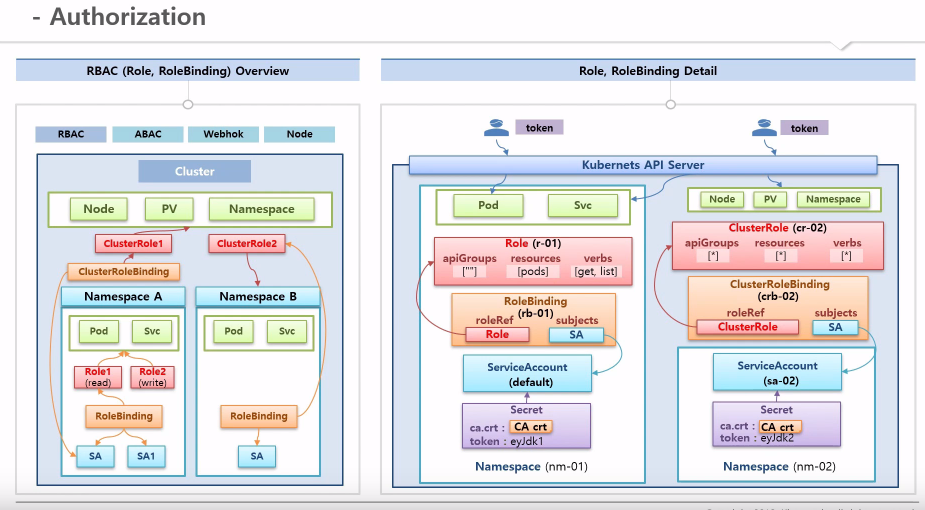 - Authorization
RBAC (Role, RoleBinding) Overview
RBAC
ABAC
Webhok
Node
Cluster
Node
PV
Namespace
ClusterRole1
ClusterRole2
ClusterRoleBinding
Namespace A
Namespace B
Pod
Svc
Pod
Svc
Role1
(read)
Role2
(write)
RoleBinding
RoleBinding
SA
SA1
SA
Role, RoleBinding Detail
token
token
Kubernets API Server
Pod
Svc
Role (r-01)
apiGroups resources verbs
[""] [pods] [get, list]
RoleBinding
(rb-01)
roleRef subjects
Role SA
ServiceAccount
(default)
Secret
ca.crt : CA crt
token : eyJdk1
Namespace (nm-01)
Node
PV
Namespace
ClusterRole (cr-02)
apiGroups resources verbs
[*] [*] [*]
ClusterRoleBinding
(crb-02)
roleRef subjects
ClusterRole SA
ServiceAccount
(sa-02)
Secret
ca.crt : CA crt
token : eyJdk2
Namespace (nm-02)